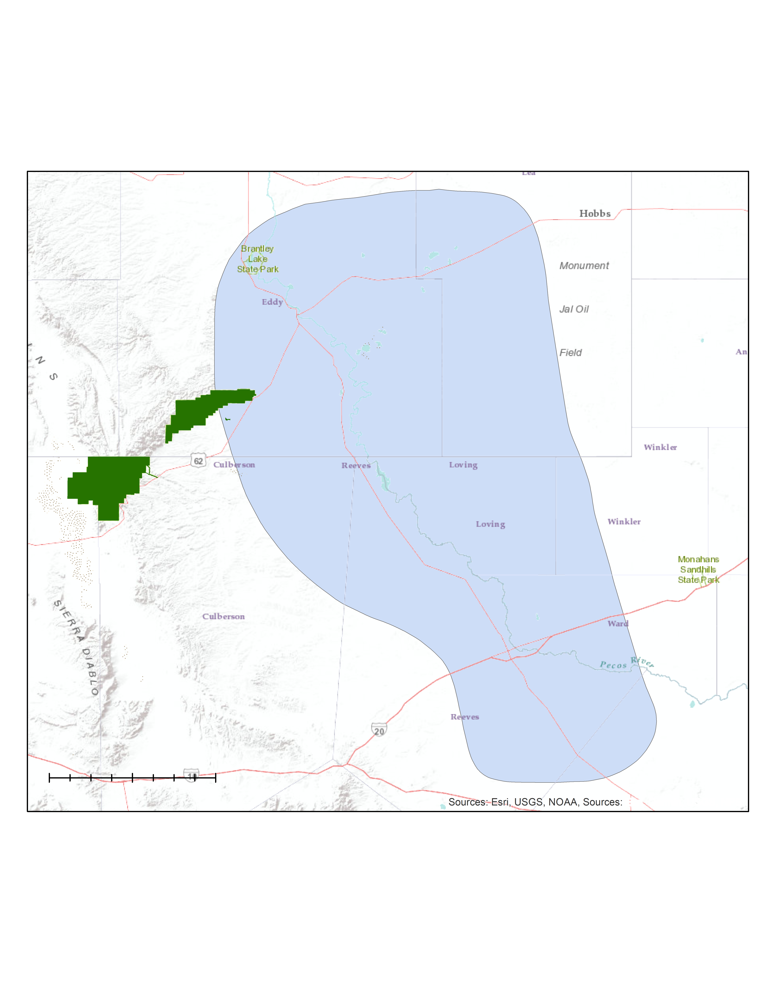 Lea
Hobbs
Brantley
Lake
State Park
Monument
Eddy
Jal Oil
Field
An
N
S
Winkler
62
Culberson
Reeves
Loving
Loving
Winkler
Monahans
Sandhills
State Park
SIERRA DIABLO
Culberson
Ward
Pecos River
Reeves
20
10
Sources: Esri, USGS, NOAA, Sources: